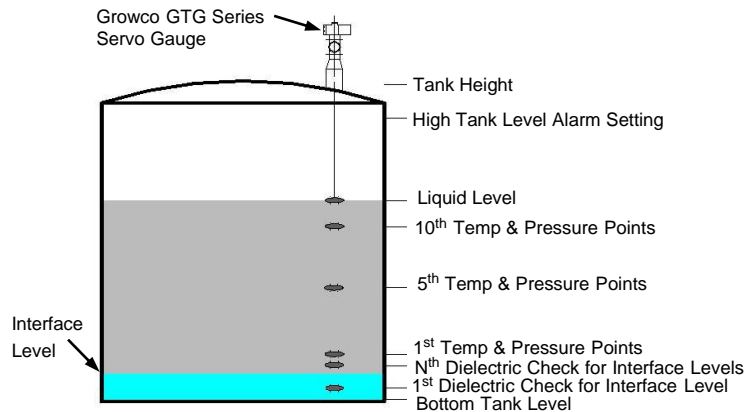 Growco GTG Series
Servo Gauge
Tank Height
High Tank Level Alarm Setting
Liquid Level
10th Temp & Pressure Points
5th Temp & Pressure Points
Interface
Level
1st Temp & Pressure Points
Nth Dielectric Check for Interface Levels
1st Dielectric Check for Interface Level
Bottom Tank Level